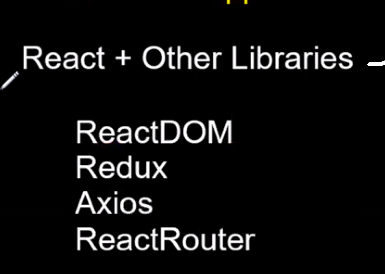 React + Other Libraries
ReactDOM
Redux
Axios
ReactRouter